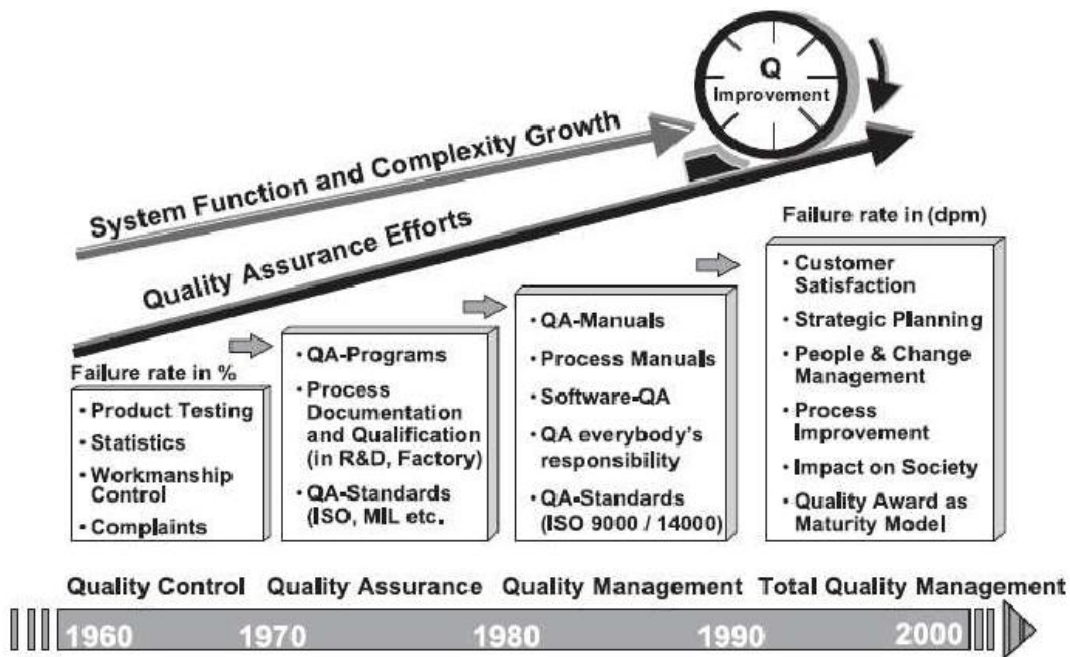 Q
Improvement
System Function and Complexity Growth
Quality Assurance Efforts
Failure rate in %
• Product Testing
• Statistics
• Workmanship
Control
• Complaints
• QA-Programs
• Process
Documentation
and Qualification
(in R&D, Factory)
• QA-Standards
(ISO, MIL etc.
• QA-Manuals
• Process Manuals
• Software-QA
• QA everybody's
responsibility
• QA-Standards
(ISO 9000 / 14000)
Failure rate in (dpm)
• Customer
Satisfaction
• Strategic Planning
• People & Change
Management
• Process
Improvement
• Impact on Society
• Quality Award as
Maturity Model
Quality Control Quality Assurance Quality Management Total Quality Management
1960 1970 1980 1990 2000